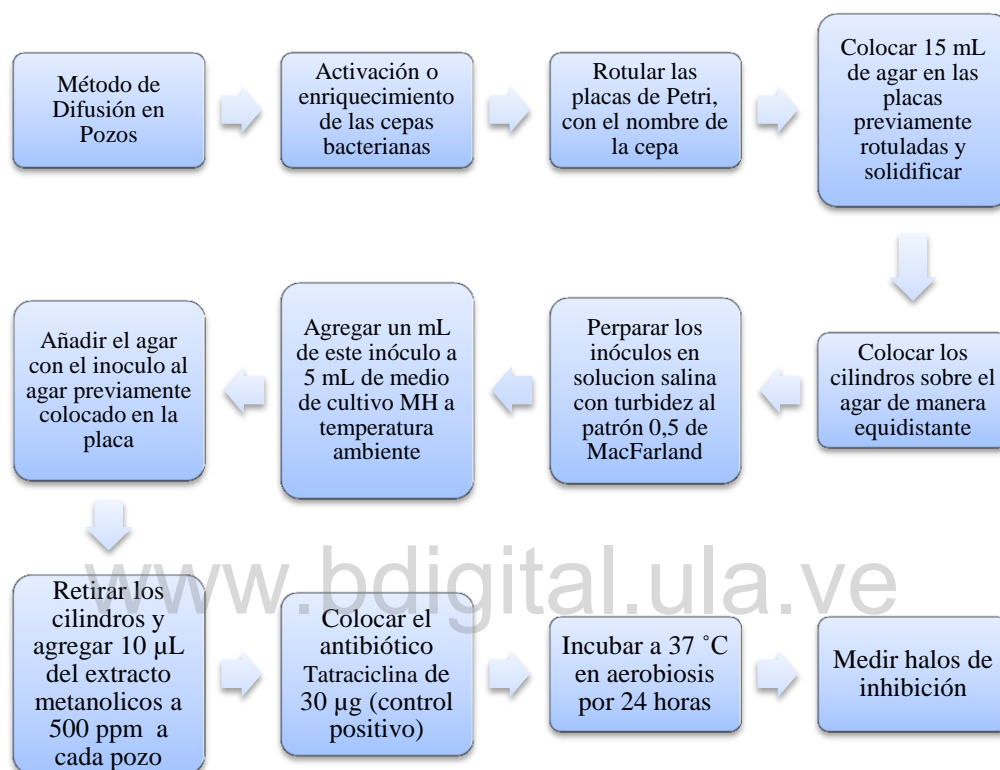 Método de
Difusión en
Pozos
Activación o
enriquecimiento
de las cepas
bacterianas
Rotular las
placas de Petri,
con el nombre de
la cepa
Colocar 15 mL
de agar en las
placas
previamente
rotuladas y
solidificar
Colocar los
cilindros sobre el
agar de manera
equidistante
Perparar los
inóculos en
solucion salina
con turbidez al
patrón 0,5 de
MacFarland
Agregar un mL
de este inóculo a
5 mL de medio
de cultivo MH a
temperatura
ambiente
Añadir el agar
con el inoculo al
agar previamente
colocado en la
placa
Retirar los
cilindros y
agregar 10 µL
del extracto
metanolicos a
500 ppm a
cada pozo
Colocar el
antibiótico
Tatraciclina de
30 µg (control
positivo)
Incubar a 37 ˚C
en aerobiosis
por 24 horas
Medir halos de
inhibición
www.bdigital.ula.ve